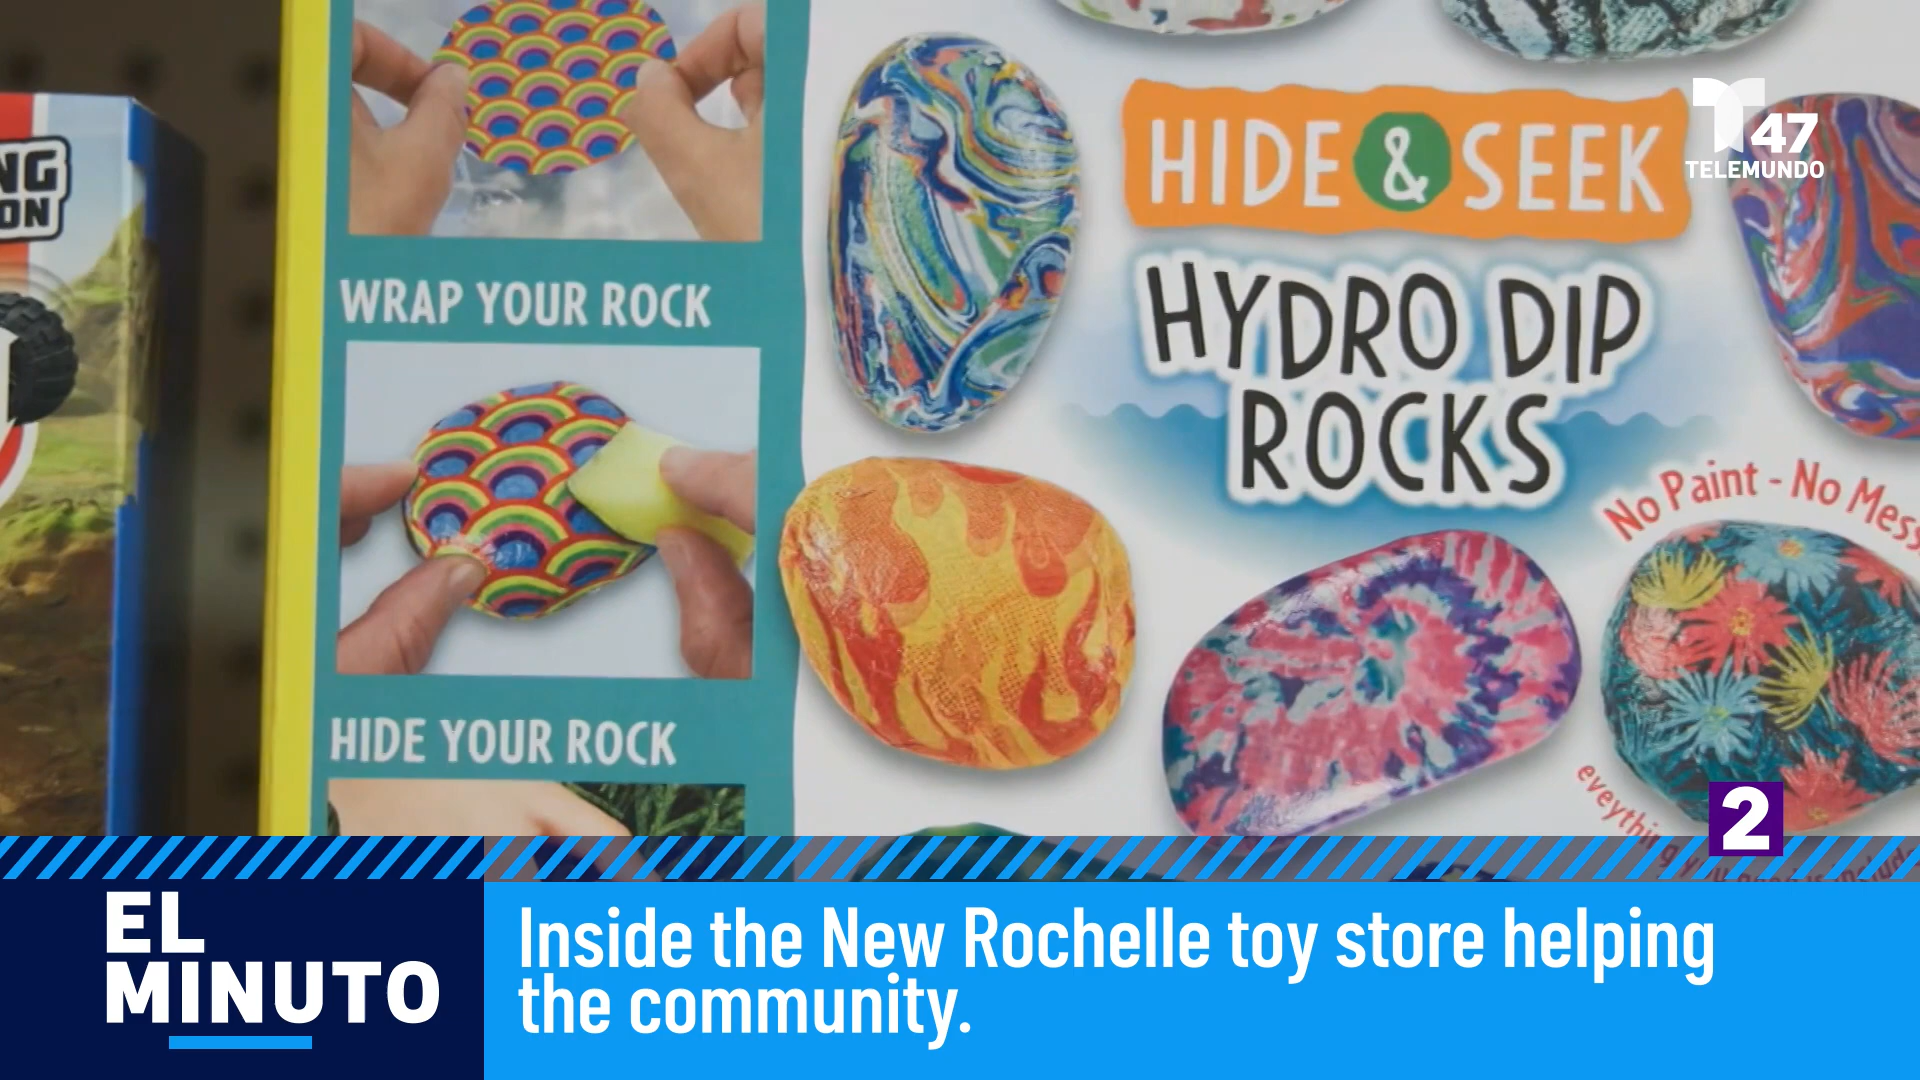 NG
ON
WRAP YOUR ROCK
HIDE YOUR ROCK
HIDE & SEEK
HYDRO DIP
ROCKS
No Paint - No Mess
47
TELEMUNDO
2
EL
MINUTO
Inside the New Rochelle toy store helping
the community.